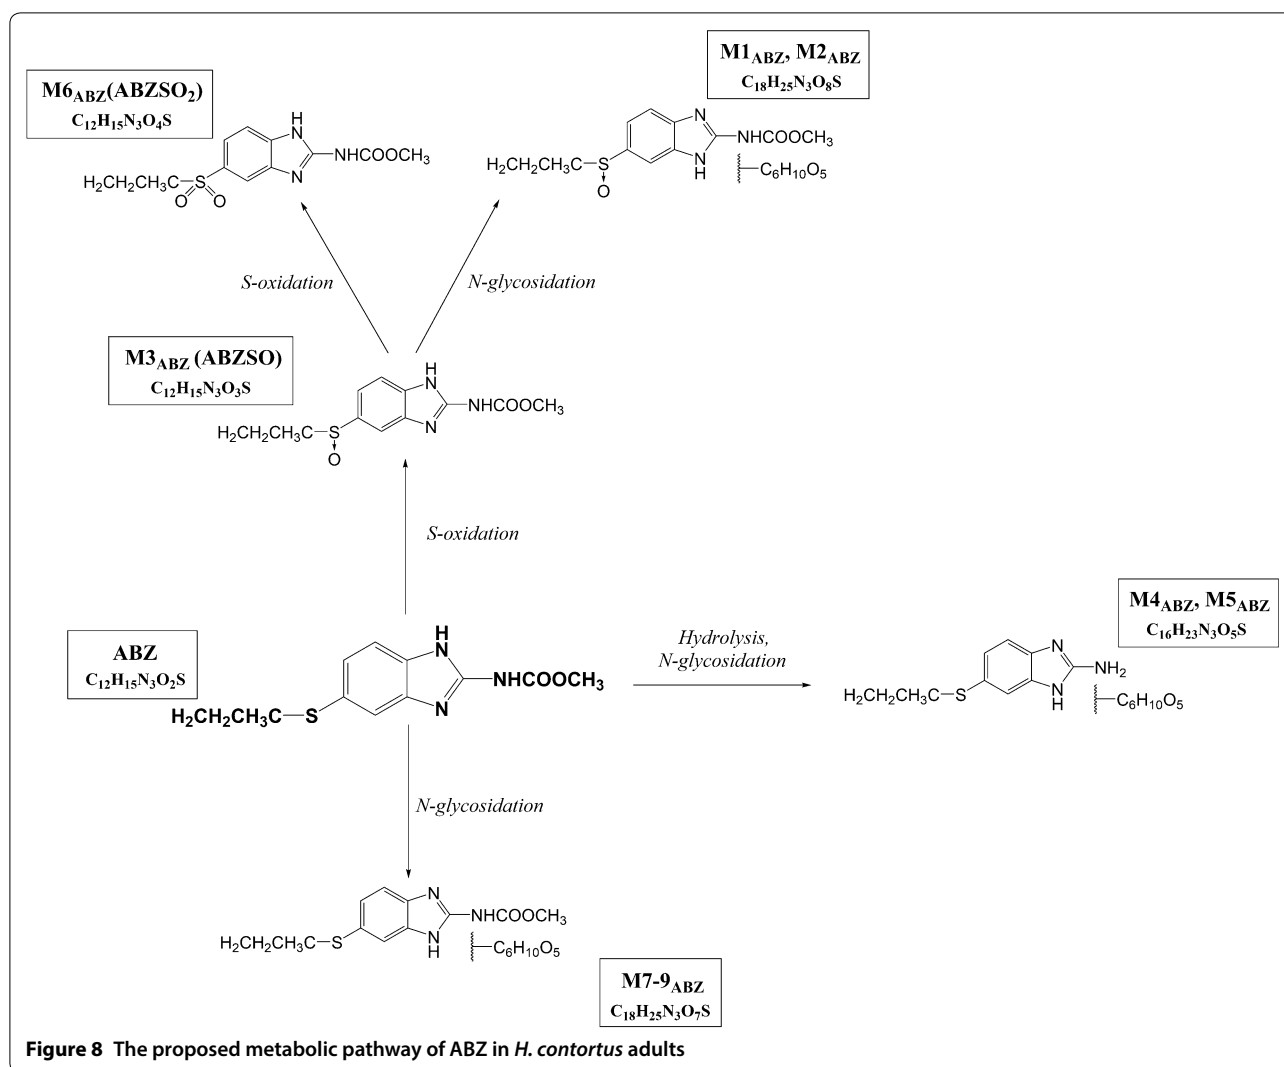 M1ABZ, M2ABZ
C18H25N3O8S
M6ABZ(ABZSO2)
C12H15N3O4S
H
N
N
NHCOOCH3
H2CH2CH3C
S
O
O
N
N
H
NHCOOCH3
H2CH2CH3C
S
O
C6H10O5
S-oxidation
N-glycosidation
M3ABZ (ABZSO)
C12H15N3O3S
H
N
N
NHCOOCH3
H2CH2CH3C
S
O
S-oxidation
ABZ
C12H15N3O2S
H
N
N
NHCOOCH3
H2CH2CH3C
S
Hydrolysis,
N-glycosidation
M4ABZ, M5ABZ
C16H23N3O5S
N
N
H
NH2
H2CH2CH3C
S
C6H10O5
N-glycosidation
N
N
H
NHCOOCH3
H2CH2CH3C
S
C6H10O5
M7-9ABZ
C18H25N3O7S
Figure 8 The proposed metabolic pathway of ABZ in H. contortus adults